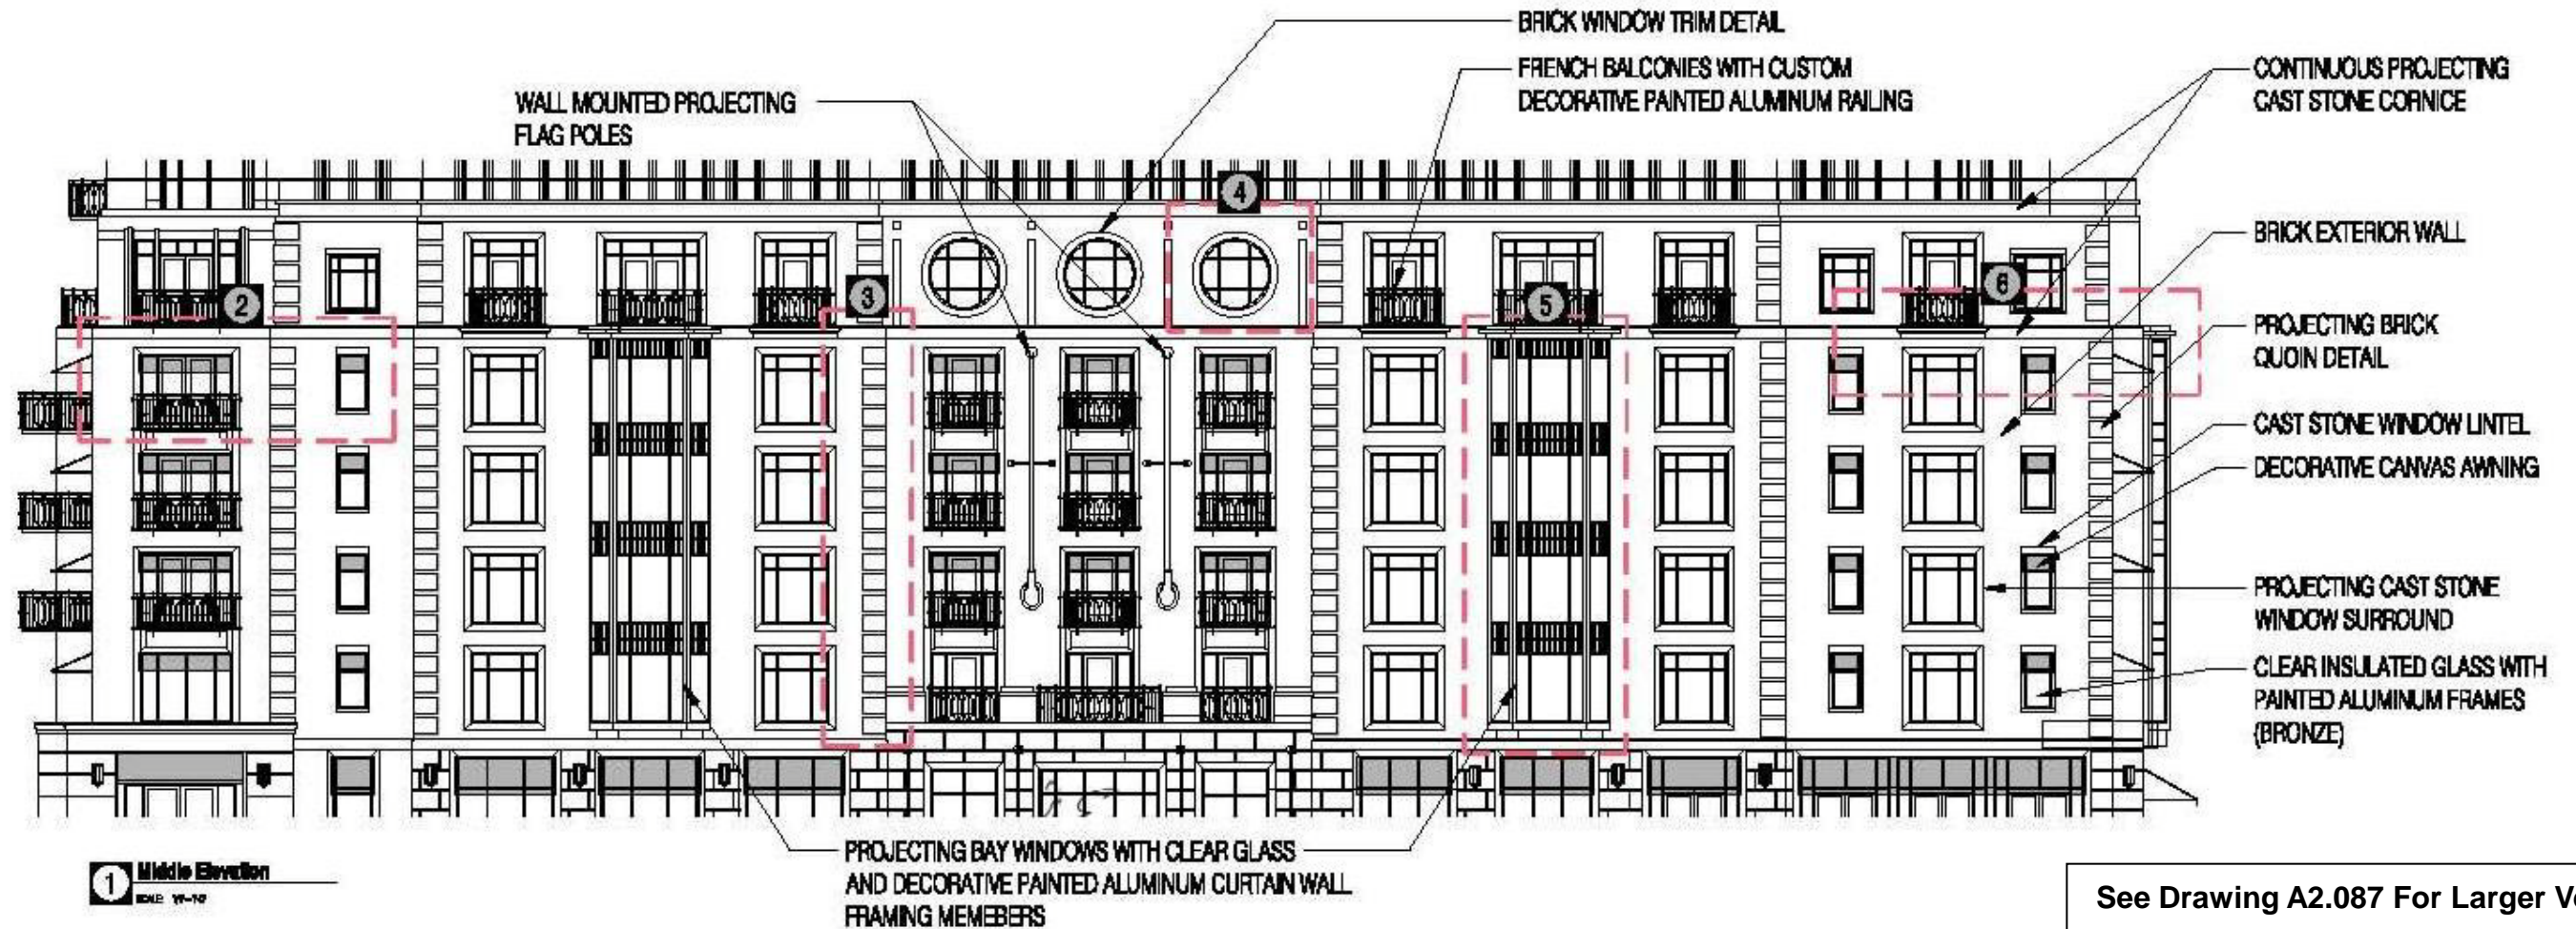 BRICK WINDOW TRIM DETAIL
FRENCH BALCONIES WITH CUSTOM
DECORATIVE PAINTED ALUMINUM RAILING
CONTINUOUS PROJECTING
CAST STONE CORNICE
WALL MOUNTED PROJECTING
FLAG POLES
4
BRICK EXTERIOR WALL
2
3
5
6
PROJECTING BRICK
QUOIN DETAIL
CAST STONE WINDOW LINTEL
DECORATIVE CANVAS AWNING
PROJECTING CAST STONE
WINDOW SURROUND
CLEAR INSULATED GLASS WITH
PAINTED ALUMINUM FRAMES
(BRONZE)
PROJECTING BAY WINDOWS WITH CLEAR GLASS
AND DECORATIVE PAINTED ALUMINUM CURTAIN WALL
FRAMING MEMEBERS
1
Middle Elevation
See Drawing A2.087 For Larger